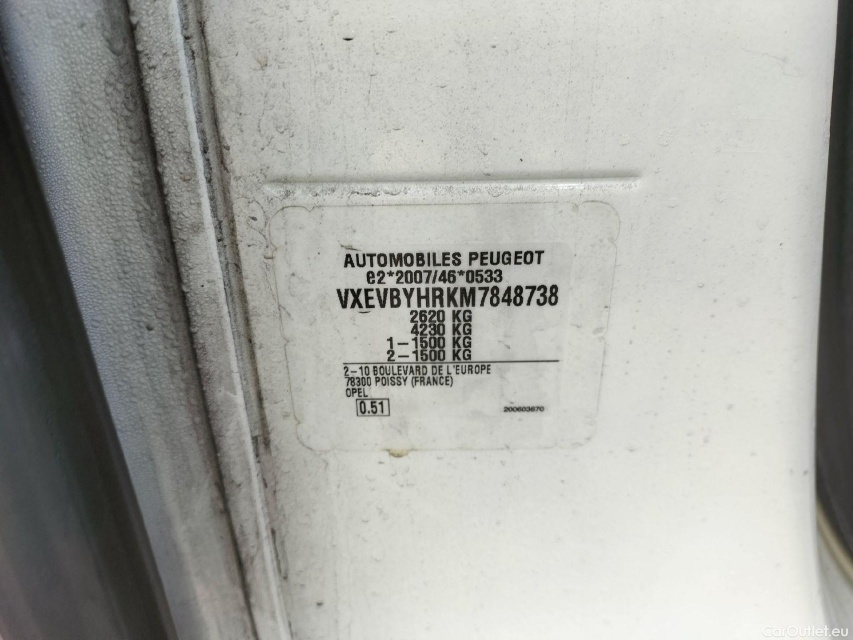 AUTOMOBILES PEUGEOT
e2*2007/46*0533
VXEVBYHRKM7848738
2620 KG
4230 KG
1-1500 KG
2-1500 KG
2-10 BOULEVARD DE L'EUROPE
78300 POISSY (FRANCE)
OPEL
0.51
200603670
CarOutlet.eu